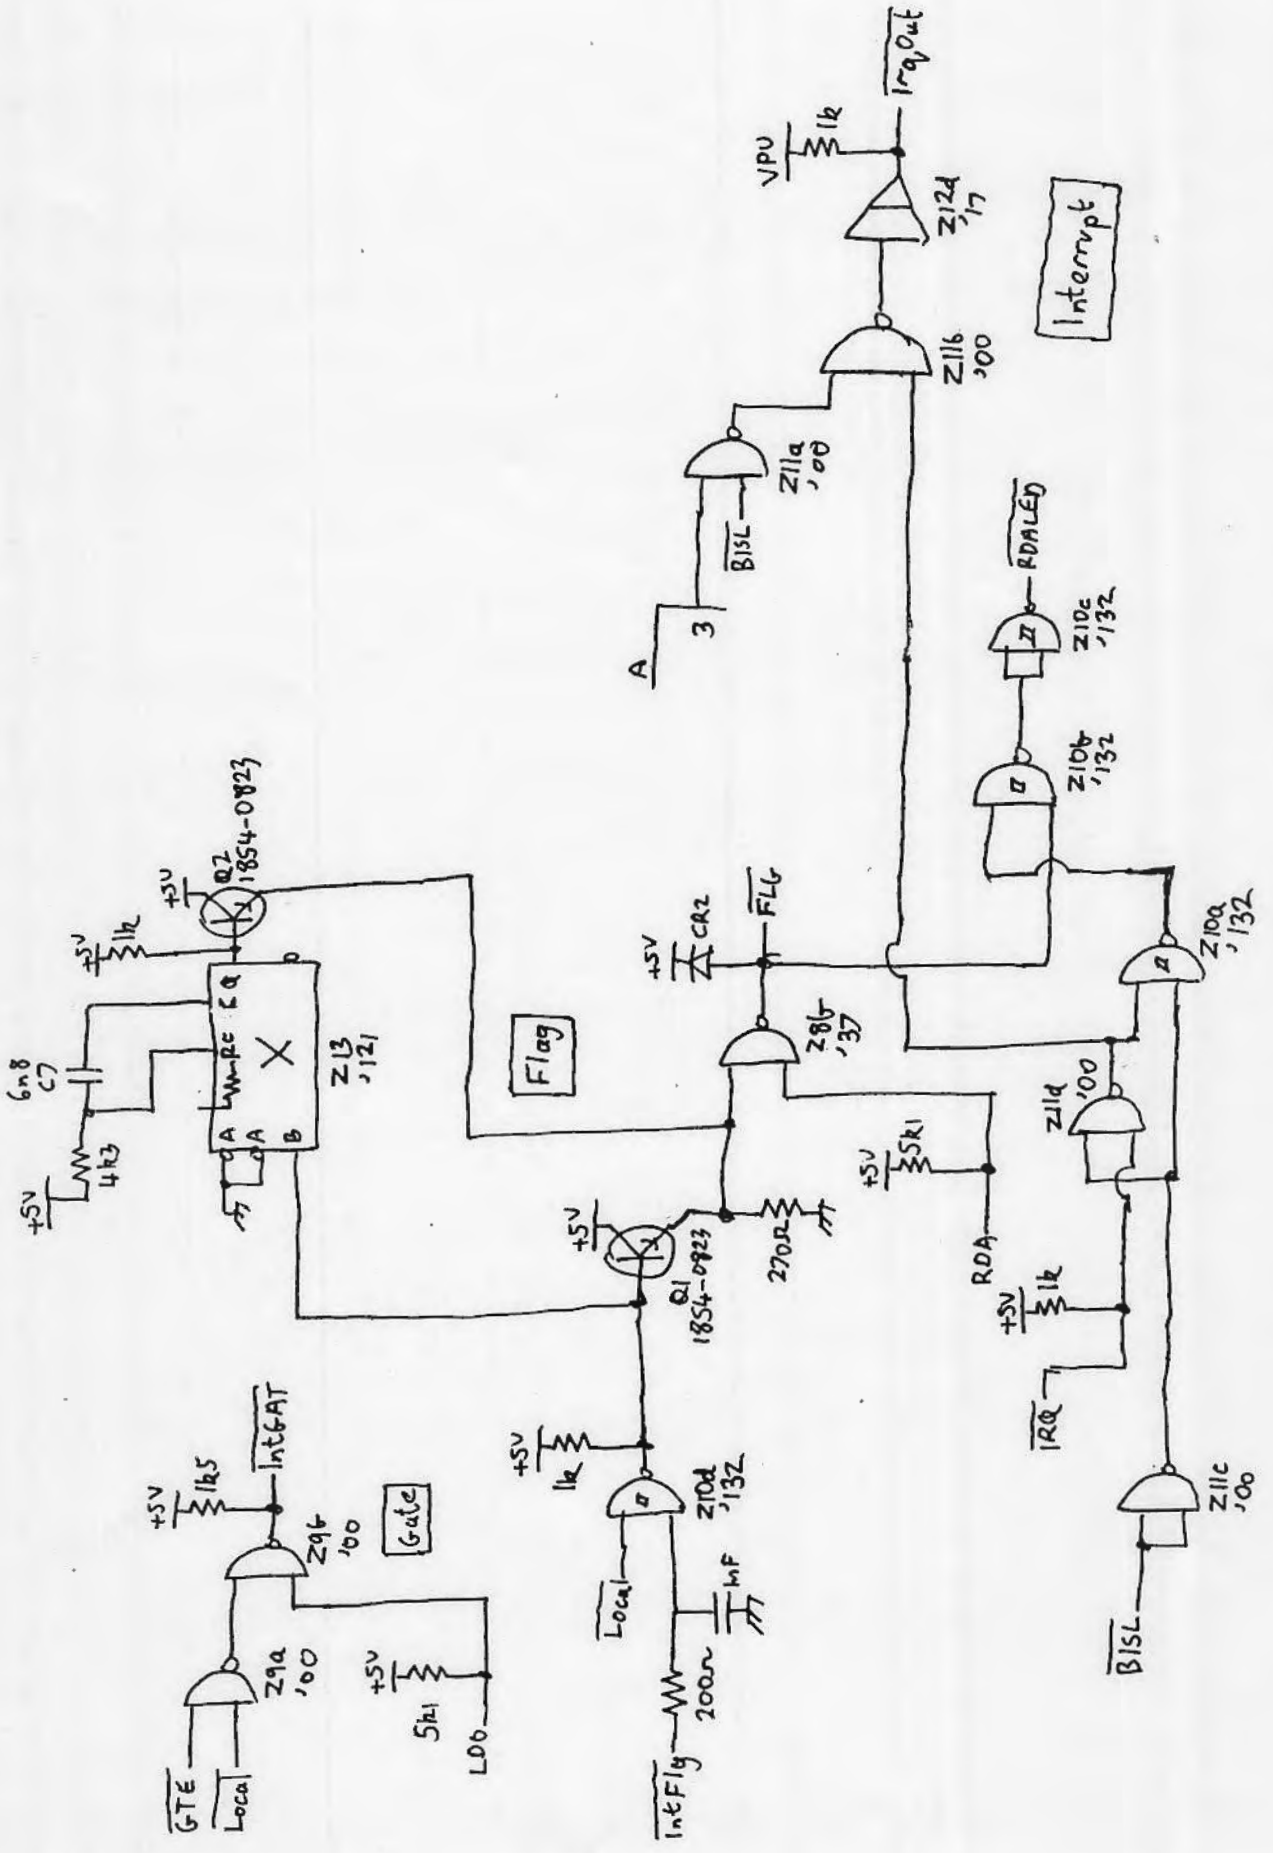 GTE
Local
Z9a
'00
+5V
5k1
LDG
Z9b
'00
+5V
1k5
IntGAT
Gate
+5V
4k3
6n8
C7
A
A
B
RC
C
Q
X
Z13
'121
+5V
1k
+5V
Q2
1854-0823
Flag
IntFlg
200Ω
1nF
Local
Z10d
'132
+5V
1k
+5V
Q1
1854-0823
270Ω
RDA
+5V
5k1
Z8b
'37
+5V
CR2
FLG
BISL
Z11c
'00
IRQ
+5V
1k
Z11d
'00
Z10a
'132
Z10b
'132
Z10c
'132
RDALED
A
3
BISL
Z11a
'00
Z11b
'00
Z12d
'17
VPU
1k
IrqOut
Interrupt